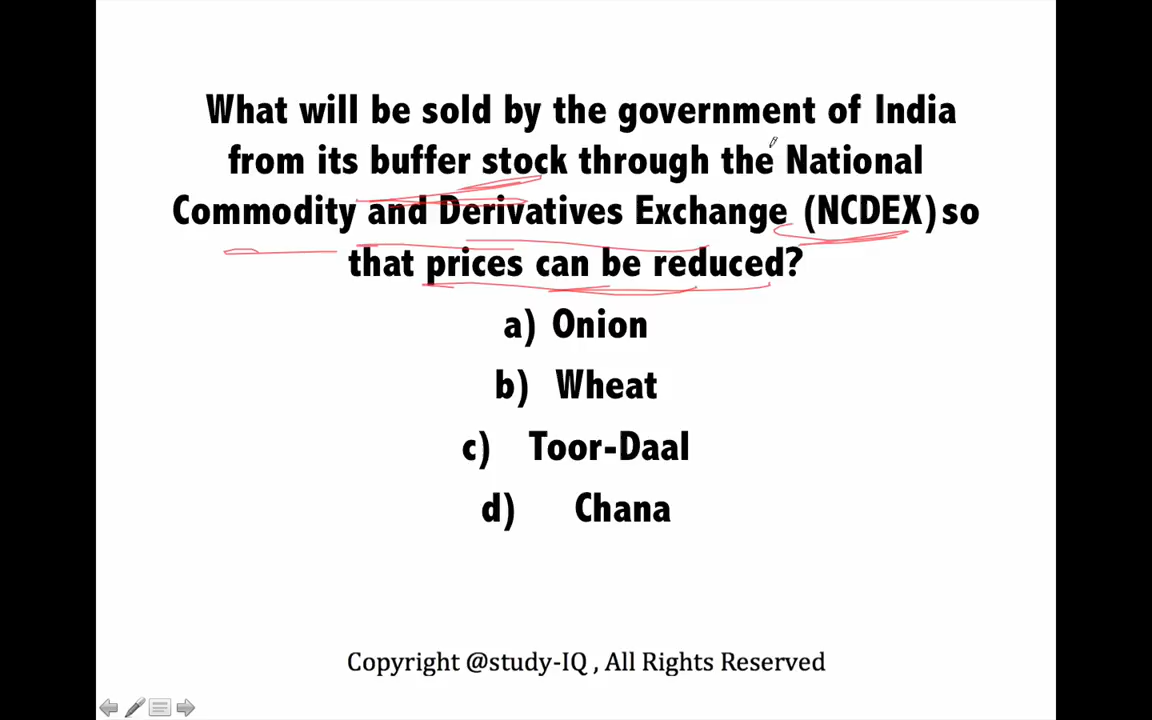 What will be sold by the government of India
from its buffer stock through the National
Commodity and Derivatives Exchange (NCDEX) so
that prices can be reduced?
a) Onion
b) Wheat
c) Toor-Daal
d) Chana
Copyright @study-IQ , All Rights Reserved